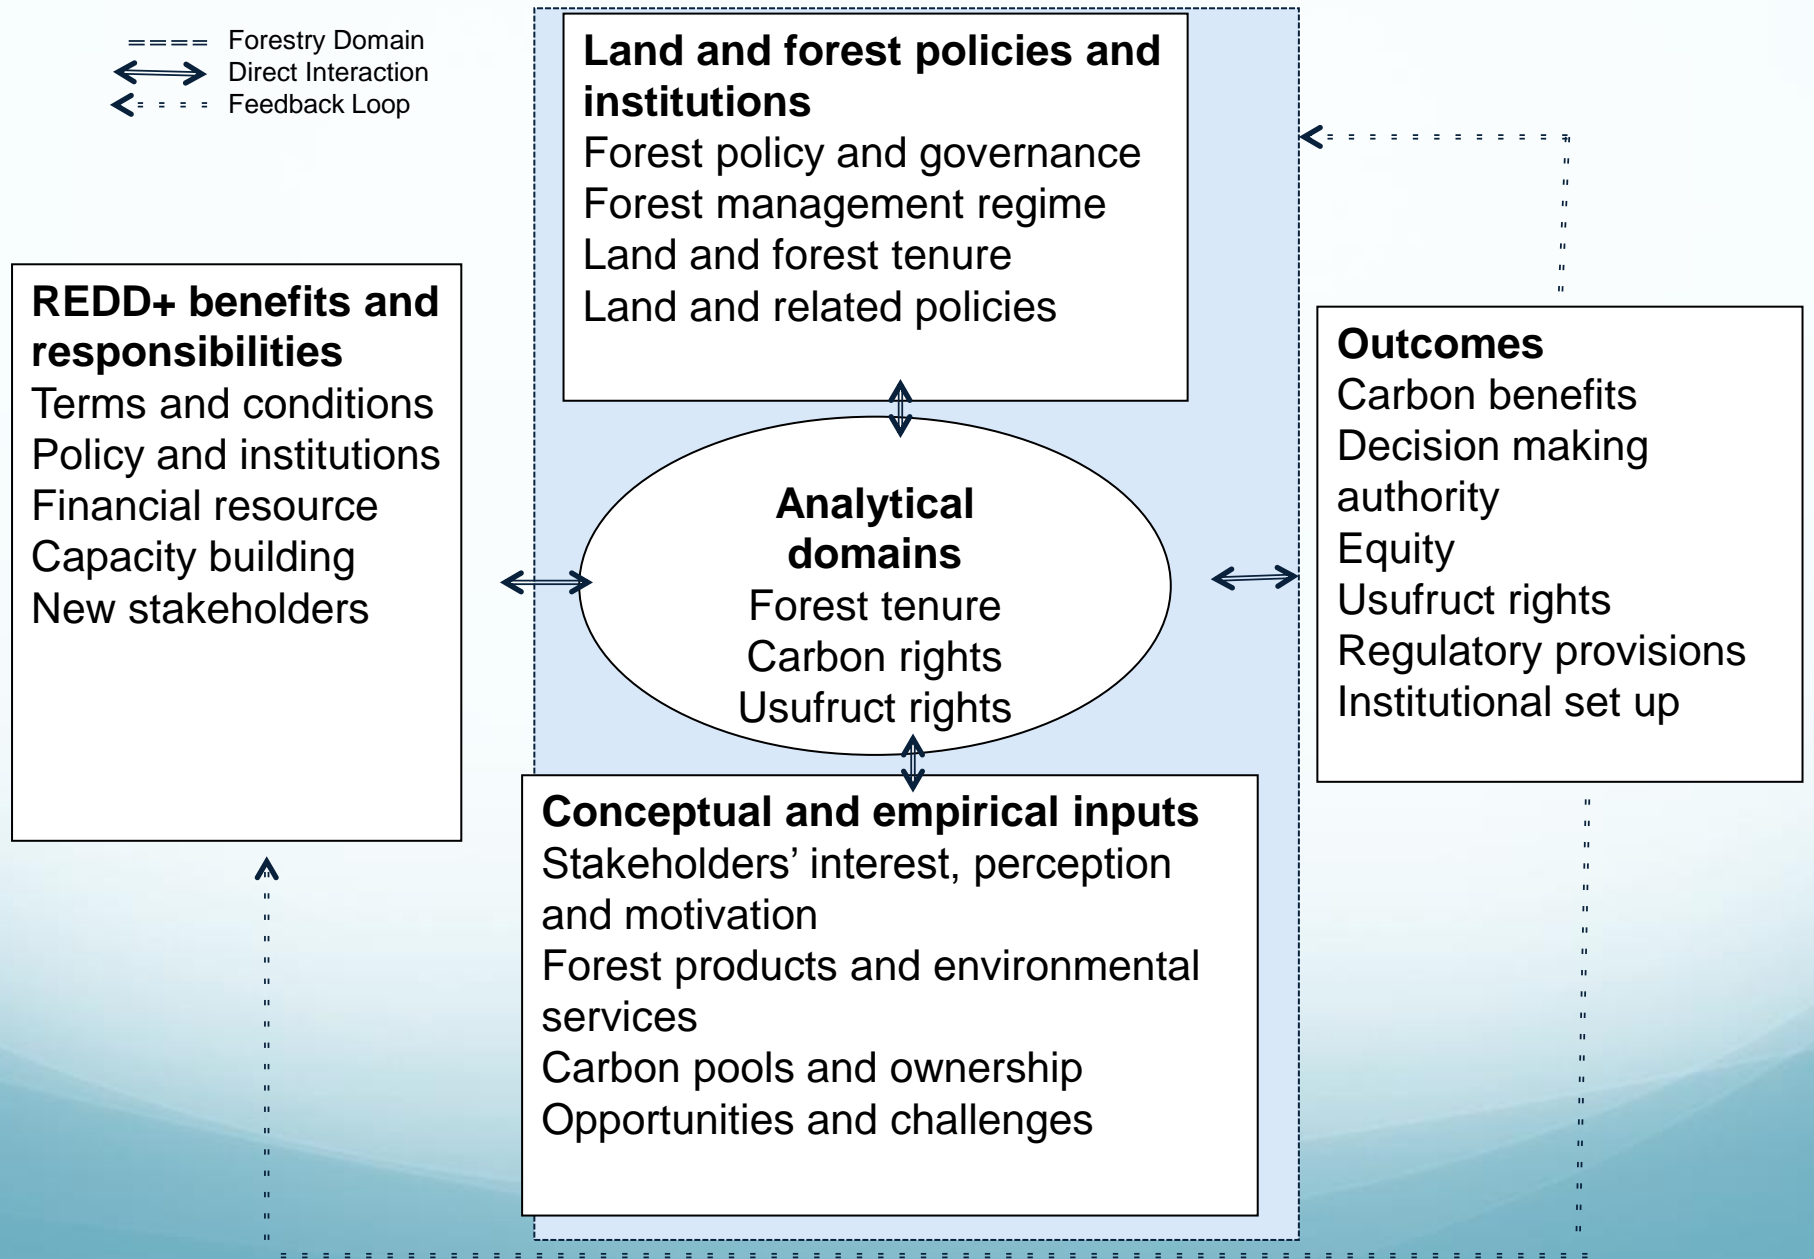 Forestry Domain
Direct Interaction
Feedback Loop
Land and forest policies and
institutions
Forest policy and governance
Forest management regime
Land and forest tenure
Land and related policies
REDD+ benefits and
responsibilities
Terms and conditions
Policy and institutions
Financial resource
Capacity building
New stakeholders
Analytical
domains
Forest tenure
Carbon rights
Usufruct rights
Outcomes
Carbon benefits
Decision making
authority
Equity
Usufruct rights
Regulatory provisions
Institutional set up
Conceptual and empirical inputs
Stakeholders’ interest, perception
and motivation
Forest products and environmental
services
Carbon pools and ownership
Opportunities and challenges